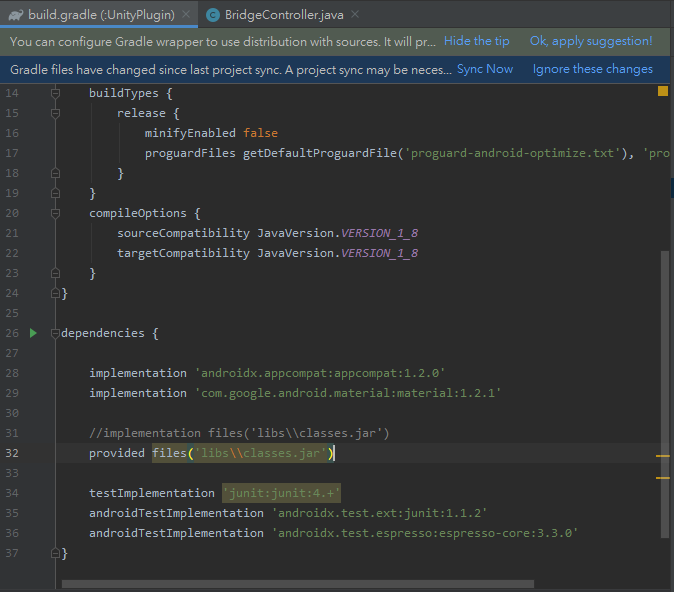 build.gradle (:UnityPlugin)
BridgeController.java
You can configure Gradle wrapper to use distribution with sources. It will pr... Hide the tip Ok, apply suggestion!
Gradle files have changed since last project sync. A project sync may be neces... Sync Now Ignore these changes
14 buildTypes {
15 release {
16 minifyEnabled false
17 proguardFiles getDefaultProguardFile('proguard-android-optimize.txt'), 'pro
18 }
19 }
20 compileOptions {
21 sourceCompatibility JavaVersion.VERSION_1_8
22 targetCompatibility JavaVersion.VERSION_1_8
23 }
24 }
25
26 dependencies {
27
28 implementation 'androidx.appcompat:appcompat:1.2.0'
29 implementation 'com.google.android.material:material:1.2.1'
30
31 //implementation files('libs\\classes.jar')
32 provided files('libs\\classes.jar')
33
34 testImplementation 'junit:junit:4.+'
35 androidTestImplementation 'androidx.test.ext:junit:1.1.2'
36 androidTestImplementation 'androidx.test.espresso:espresso-core:3.3.0'
37 }